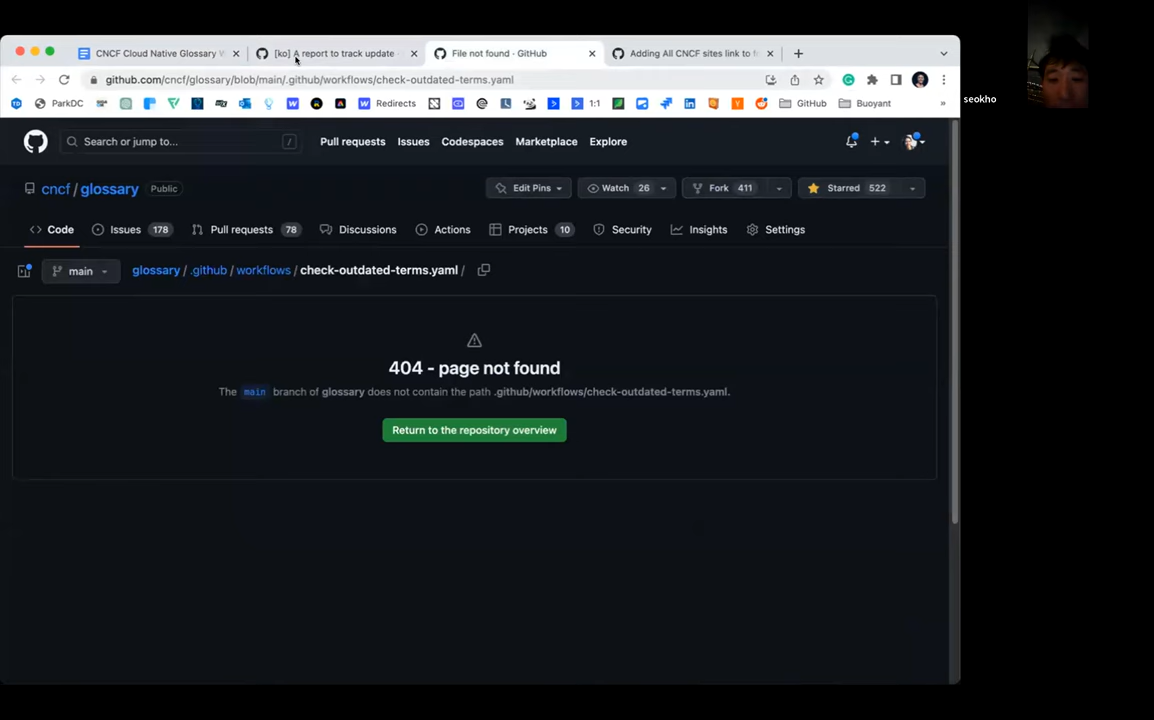 CNCF Cloud Native Glossary W
[ko] A report to track update
File not found · GitHub
Adding All CNCF sites link to f
github.com/cncf/glossary/blob/main/.github/workflows/check-outdated-terms.yaml
ParkDC
Redirects
1:1
GitHub
Buoyant
»
seokho
Search or jump to...
/
Pull requests
Issues
Codespaces
Marketplace
Explore
cncf / glossary
Public
Edit Pins
Watch 26
Fork 411
Starred 522
Code
Issues 178
Pull requests 78
Discussions
Actions
Projects 10
Security
Insights
Settings
main
glossary / .github / workflows / check-outdated-terms.yaml /
404 - page not found
The main branch of glossary does not contain the path .github/workflows/check-outdated-terms.yaml.
Return to the repository overview